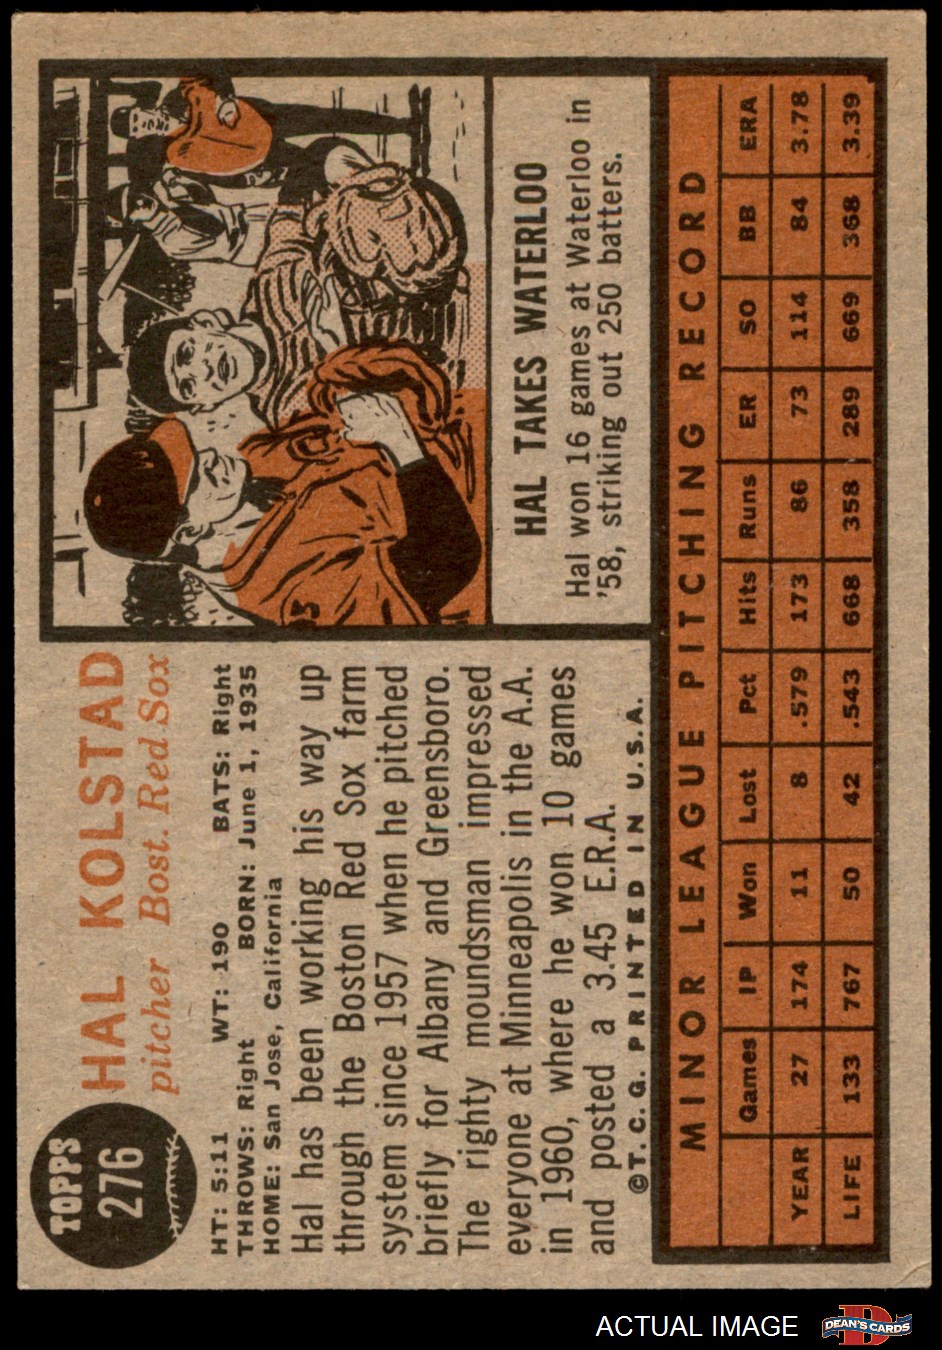 TOPPS
276
HAL KOLSTAD
pitcher Bost. Red Sox
HT: 5:11 WT: 190 BATS: Right
THROWS: Right BORN: June 1, 1935
HOME: San Jose, California
Hal has been working his way up
through the Boston Red Sox farm
system since 1957 when he pitched
briefly for Albany and Greensboro.
The righty moundsman impressed
everyone at Minneapolis in the A.A.
in 1960, where he won 10 games
and posted a 3.45 E.R.A.
©T.C.G. PRINTED IN U.S.A.
HAL TAKES WATERLOO
Hal won 16 games at Waterloo in
'58, striking out 250 batters.
MINOR LEAGUE PITCHING RECORD
Games IP Won Lost Pct Hits Runs ER SO BB ERA
YEAR 27 174 11 8 .579 173 86 73 114 84 3.78
LIFE 133 767 50 42 .543 668 358 289 669 368 3.39
ACTUAL IMAGE
DEAN'S CARDS